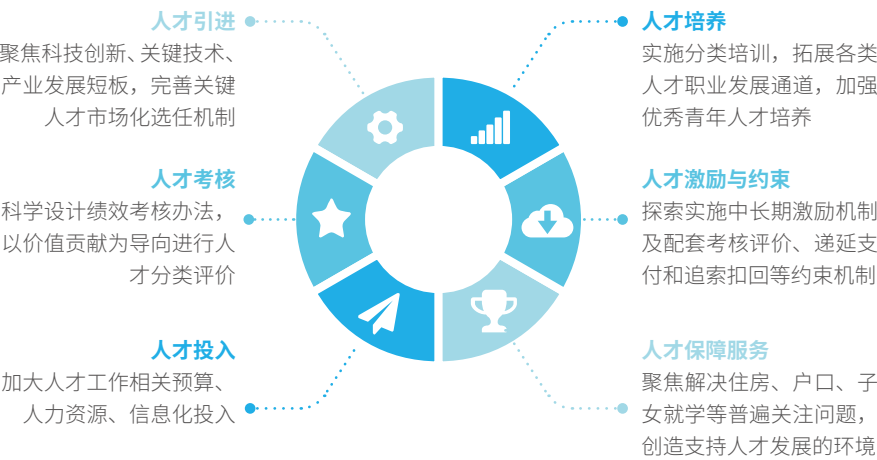 人才引进
聚焦科技创新、关键技术、
产业发展短板，完善关键
人才市场化选任机制
人才考核
科学设计绩效考核办法，
以价值贡献为导向进行人
才分类评价
人才投入
加大人才工作相关预算、
人力资源、信息化投入
人才培养
实施分类培训，拓展各类
人才职业发展通道，加强
优秀青年人才培养
人才激励与约束
探索实施中长期激励机制
及配套考核评价、递延支
付和追索扣回等约束机制
人才保障服务
聚焦解决住房、户口、子
女就学等普遍关注问题，
创造支持人才发展的环境